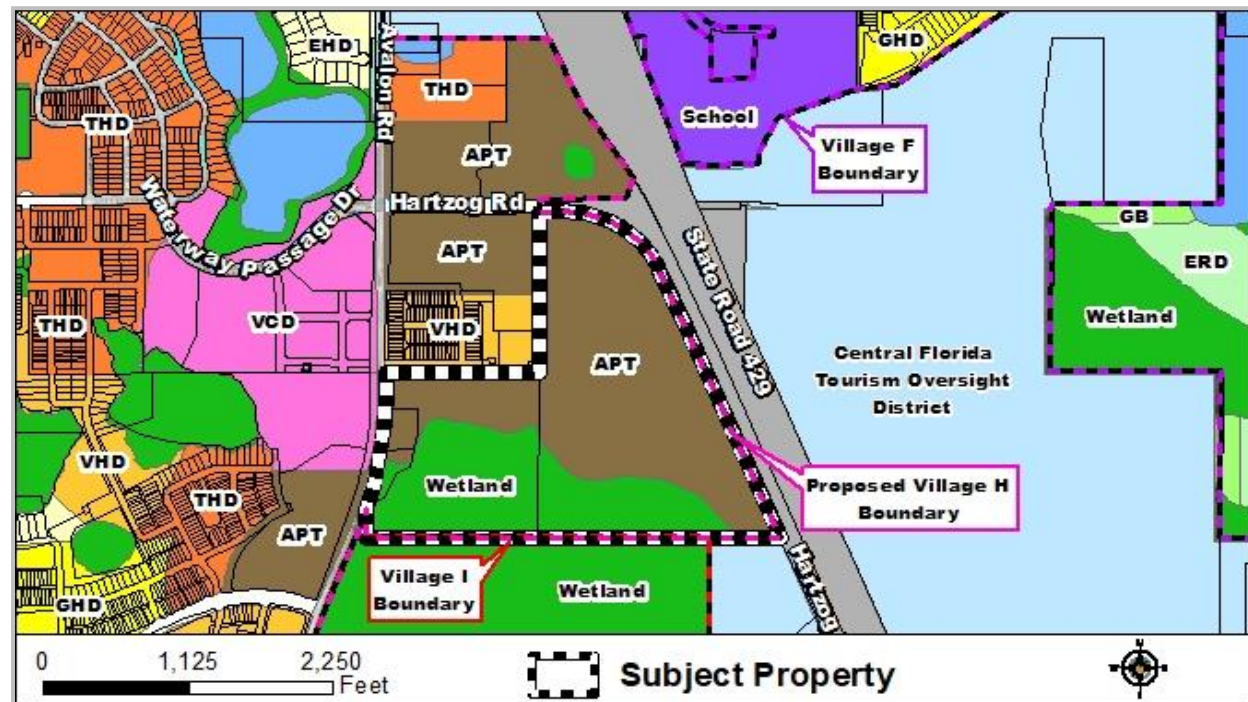 Avalon Rd
EHD
GHD
THD
THD
School
Village F
Boundary
APT
Waterway Passage Dr
Hartzog Rd
GB
APT
State Road 429
ERD
THD
VCD
VHD
APT
Wetland
Central Florida
Tourism Oversight
District
VHD
THD
Wetland
Proposed Village H
Boundary
APT
Village I
Boundary
Wetland
Hartzog
GHD
0
1,125
2,250
Feet
Subject Property